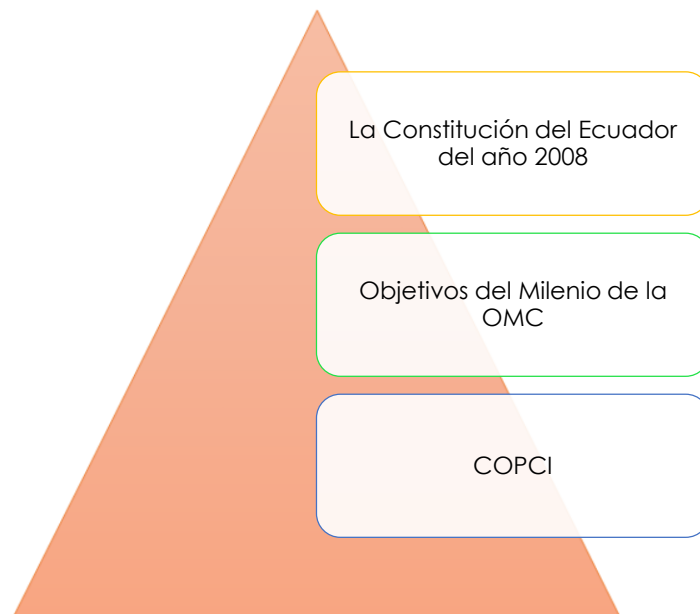 La Constitución del Ecuador
del año 2008
Objetivos del Milenio de la
OMC
COPCI